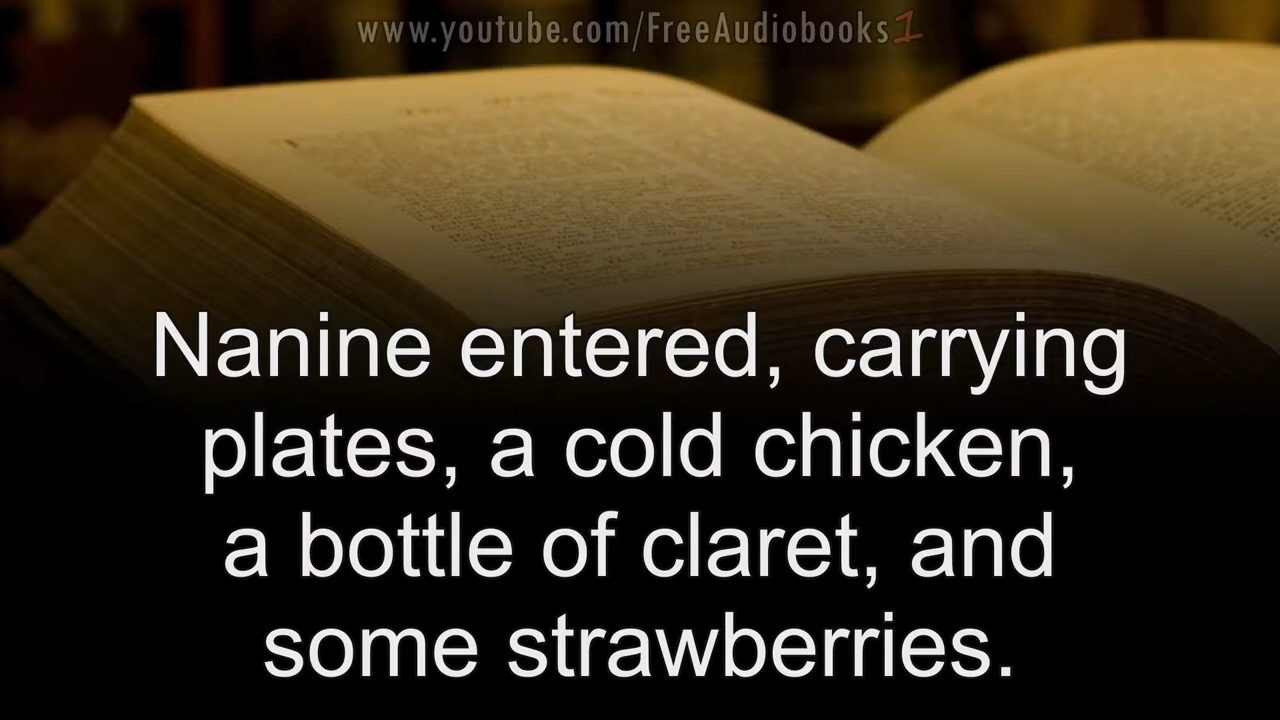 www.youtube.com/FreeAudiobooks1
Nanine entered, carrying
plates, a cold chicken,
a bottle of claret, and
some strawberries.